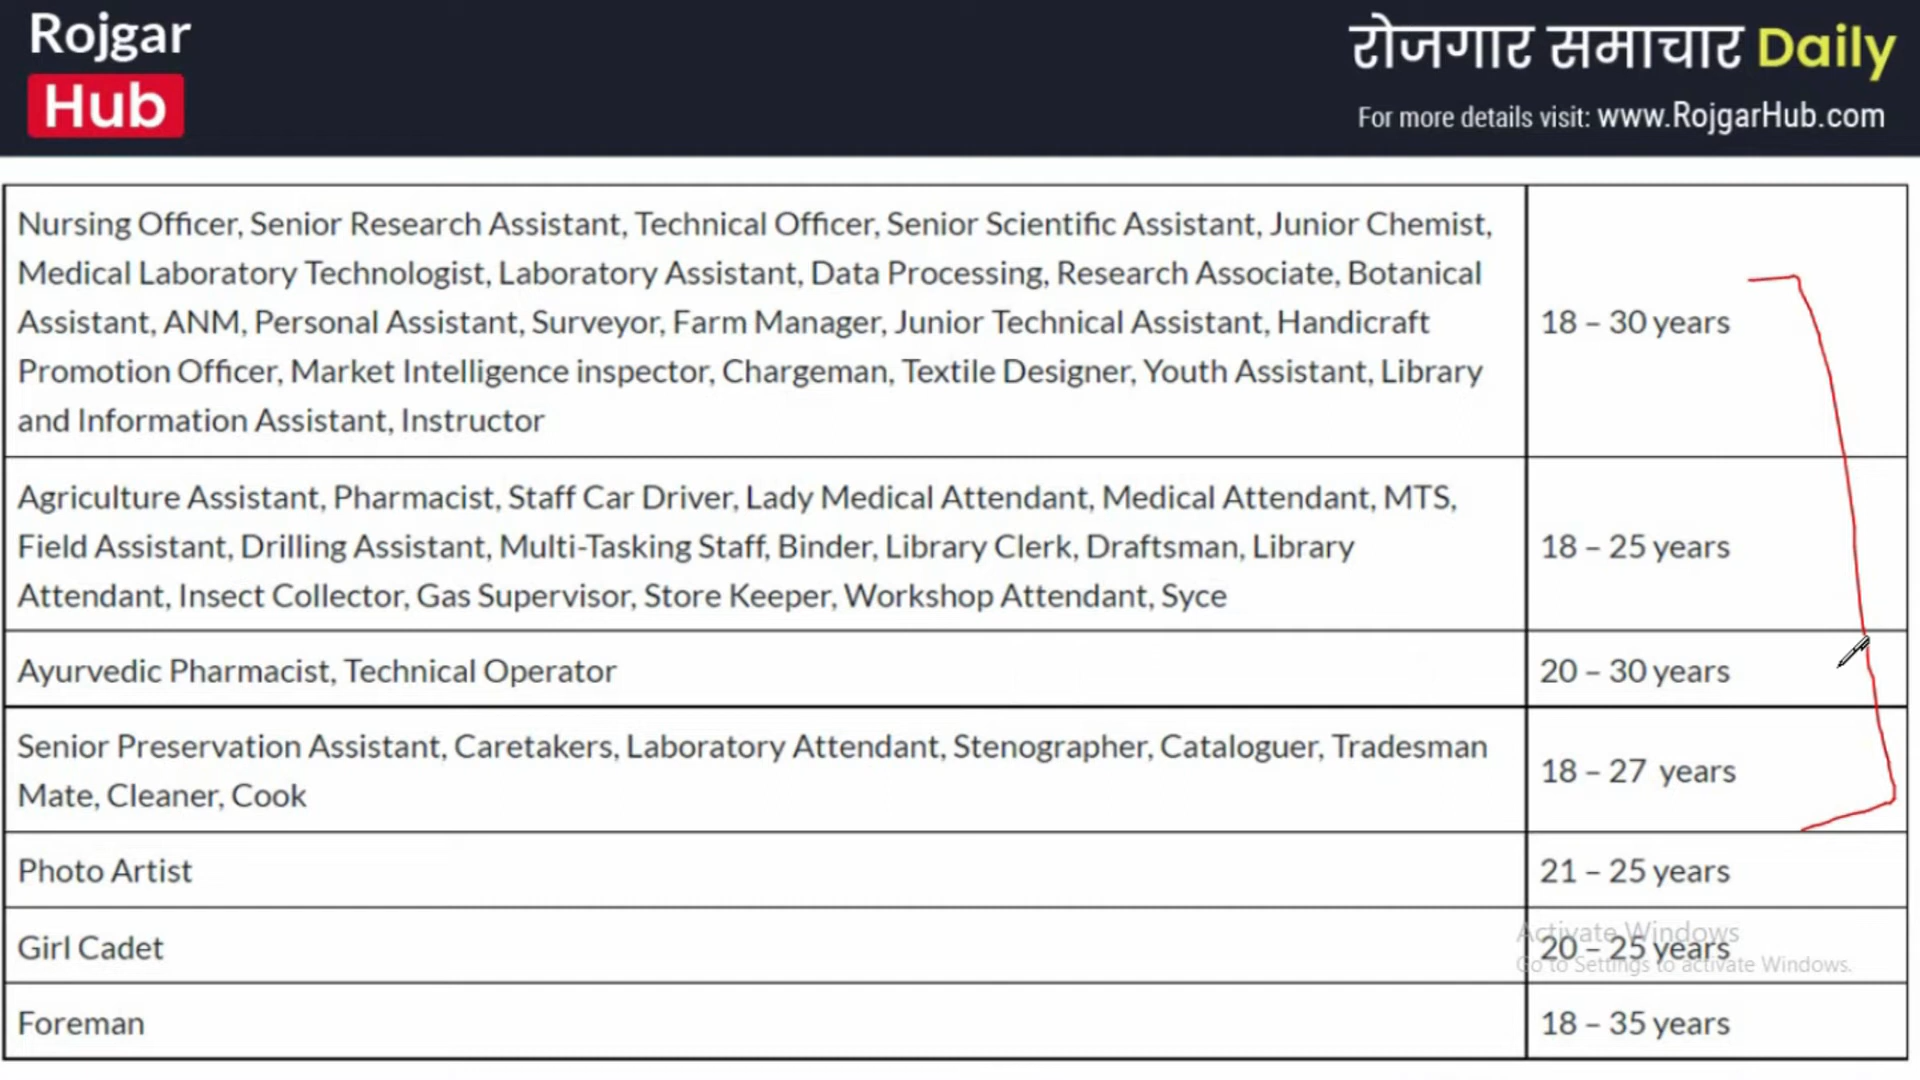 Rojgar
Hub
रोजगार समाचार Daily
For more details visit: www.RojgarHub.com
Nursing Officer, Senior Research Assistant, Technical Officer, Senior Scientific Assistant, Junior Chemist,
Medical Laboratory Technologist, Laboratory Assistant, Data Processing, Research Associate, Botanical
Assistant, ANM, Personal Assistant, Surveyor, Farm Manager, Junior Technical Assistant, Handicraft
Promotion Officer, Market Intelligence inspector, Chargeman, Textile Designer, Youth Assistant, Library
and Information Assistant, Instructor
18 – 30 years
Agriculture Assistant, Pharmacist, Staff Car Driver, Lady Medical Attendant, Medical Attendant, MTS,
Field Assistant, Drilling Assistant, Multi-Tasking Staff, Binder, Library Clerk, Draftsman, Library
Attendant, Insect Collector, Gas Supervisor, Store Keeper, Workshop Attendant, Syce
18 – 25 years
Ayurvedic Pharmacist, Technical Operator
20 – 30 years
Senior Preservation Assistant, Caretakers, Laboratory Attendant, Stenographer, Cataloguer, Tradesman
Mate, Cleaner, Cook
18 – 27 years
Photo Artist
21 – 25 years
Girl Cadet
20 – 25 years
Activate Windows
Go to Settings to activate Windows.
Foreman
18 – 35 years